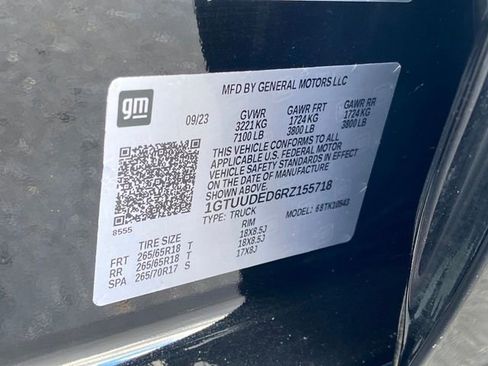 MFD BY GENERAL MOTORS LLC
gm
09/23
GVWR GAWR FRT GAWR RR
3221 KG 1724 KG 1724 KG
7100 LB 3800 LB 3800 LB
THIS VEHICLE CONFORMS TO ALL
APPLICABLE U.S. FEDERAL MOTOR
VEHICLE SAFETY STANDARDS IN EFFECT
ON THE DATE OF MANUFACTURE
SHOWN ABOVE.
1GTUUDED6RZ155718
TYPE: TRUCK MODEL:
8555
TIRE SIZE RIM
FRT 265/65R18 T 18X8.5J
RR 265/65R18 T 18X8.5J
SPA 265/70R17 S 17X8J